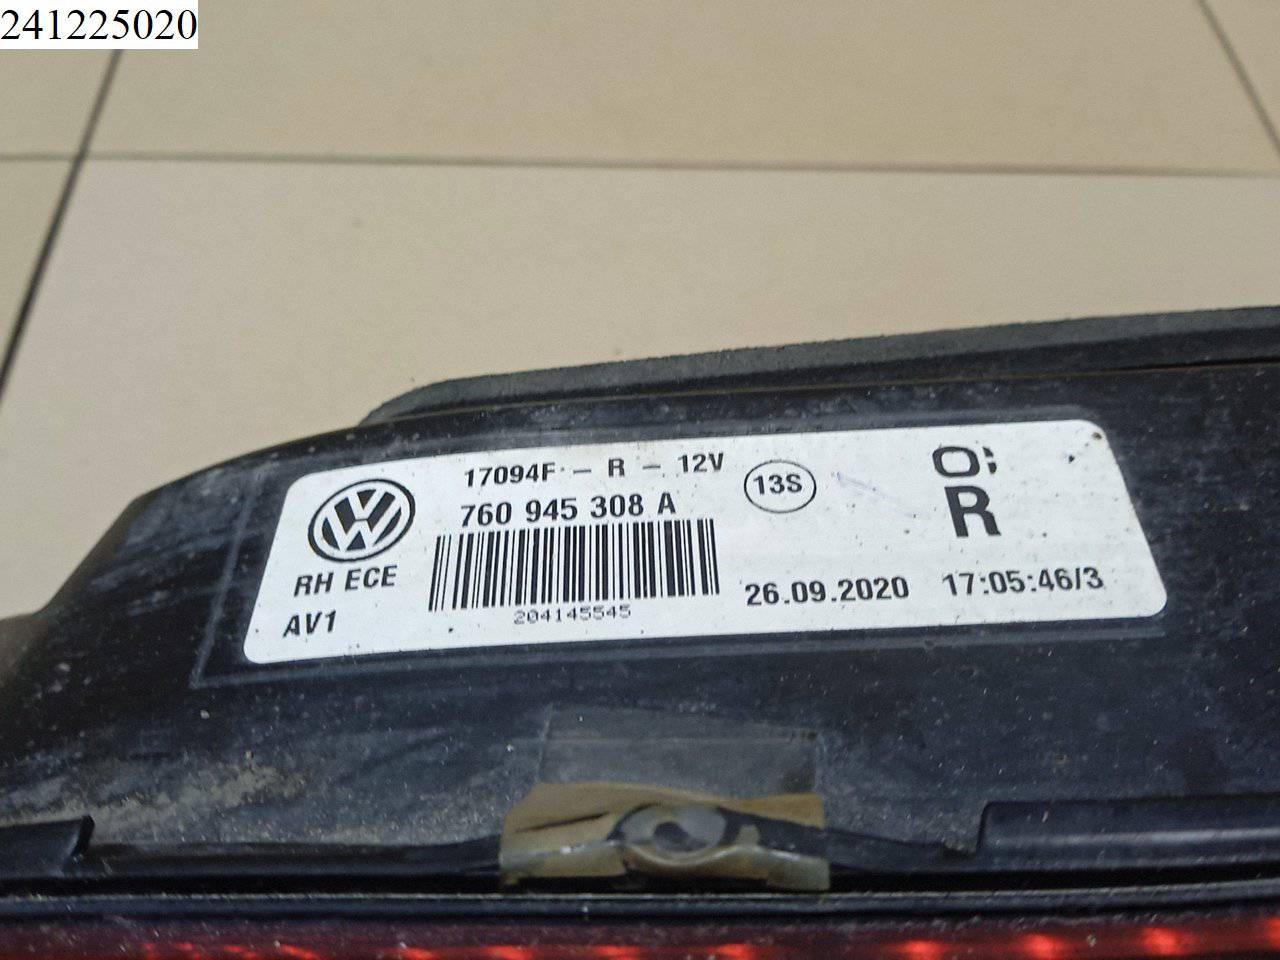 241225020
17094F - R - 12V
760 945 308 A
13S
R
RH ECE
AV1
204145545
26.09.2020 17:05:46/3